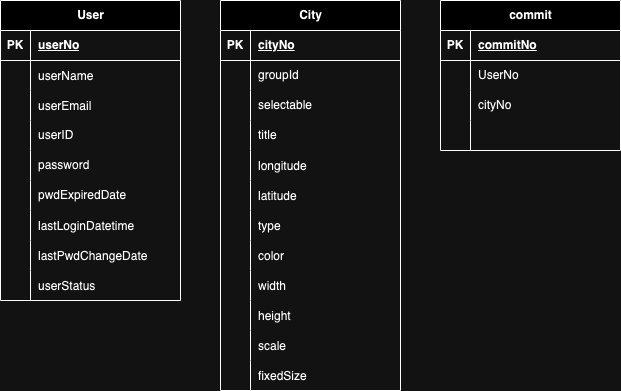 User
PK userNo
userName
userEmail
userID
password
pwdExpiredDate
lastLoginDatetime
lastPwdChangeDate
userStatus
City
PK cityNo
groupId
selectable
title
longitude
latitude
type
color
width
height
scale
fixedSize
commit
PK commitNo
UserNo
cityNo